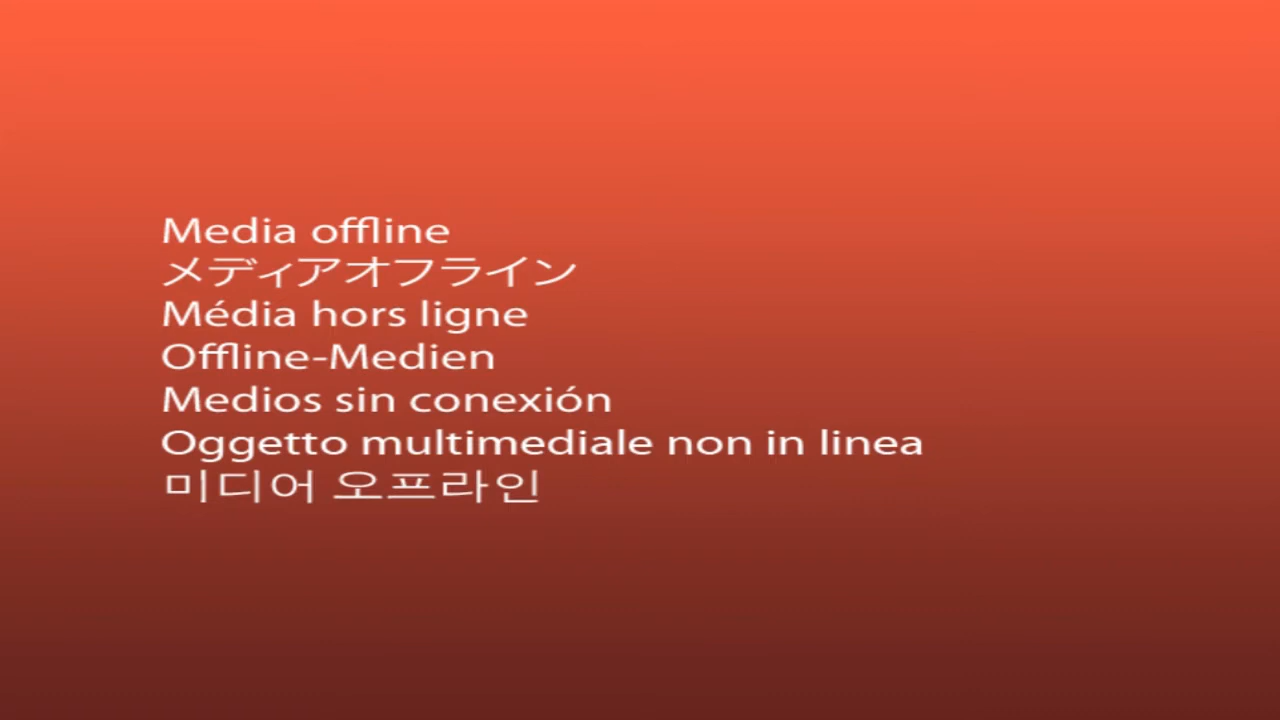 Media offline
メディアオフライン
Média hors ligne
Offline-Medien
Medios sin conexión
Oggetto multimediale non in linea
미디어 오프라인